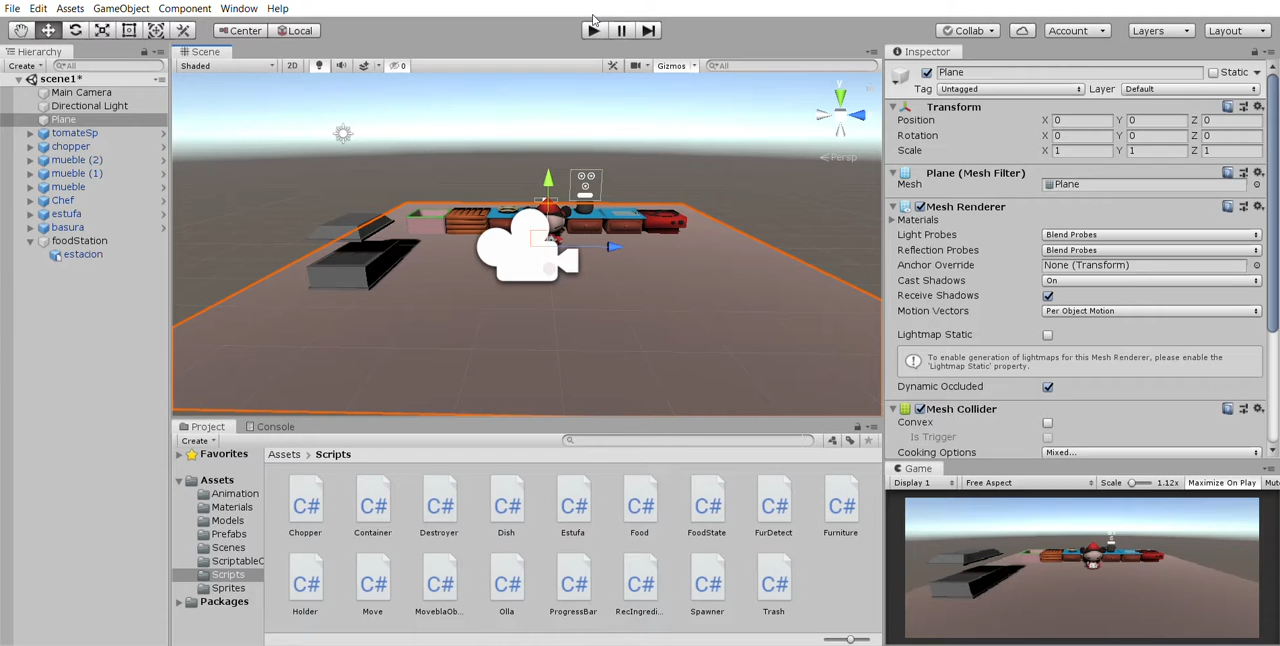 File Edit Assets GameObject Component Window Help
Center Local Collab Account Layers Layout
Hierarchy
Create All
scene1*
Main Camera
Directional Light
Plane
tomateSp
chopper
mueble (2)
mueble (1)
mueble
Chef
estufa
basura
foodStation
estacion
Scene
Shaded 2D 0 Gizmos All
y
Persp
Project Console
Create
Favorites
Assets
Animation
Materials
Models
Prefabs
Scenes
ScriptableC
Scripts
Sprites
Packages
Assets > Scripts
Chopper Container Destroyer Dish Estufa Food FoodState FurDetect Furniture
Holder Move MoveblaOb... Olla ProgressBar RecIngredi... Spawner Trash
C# C# C# C# C# C# C# C# C#
C# C# C# C# C# C# C# C#
Inspector
Plane Static
Tag Untagged Layer Default
Transform
Position X 0 Y 0 Z 0
Rotation X 0 Y 0 Z 0
Scale X 1 Y 1 Z 1
Plane (Mesh Filter)
Mesh Plane
Mesh Renderer
Materials
Light Probes Blend Probes
Reflection Probes Blend Probes
Anchor Override None (Transform)
Cast Shadows On
Receive Shadows
Motion Vectors Per Object Motion
Lightmap Static
To enable generation of lightmaps for this Mesh Renderer, please enable the
'Lightmap Static' property.
Dynamic Occluded
Mesh Collider
Convex
Is Trigger
Cooking Options Mixed...
Game
Display 1 Free Aspect Scale 1.12x Maximize On Play Mut